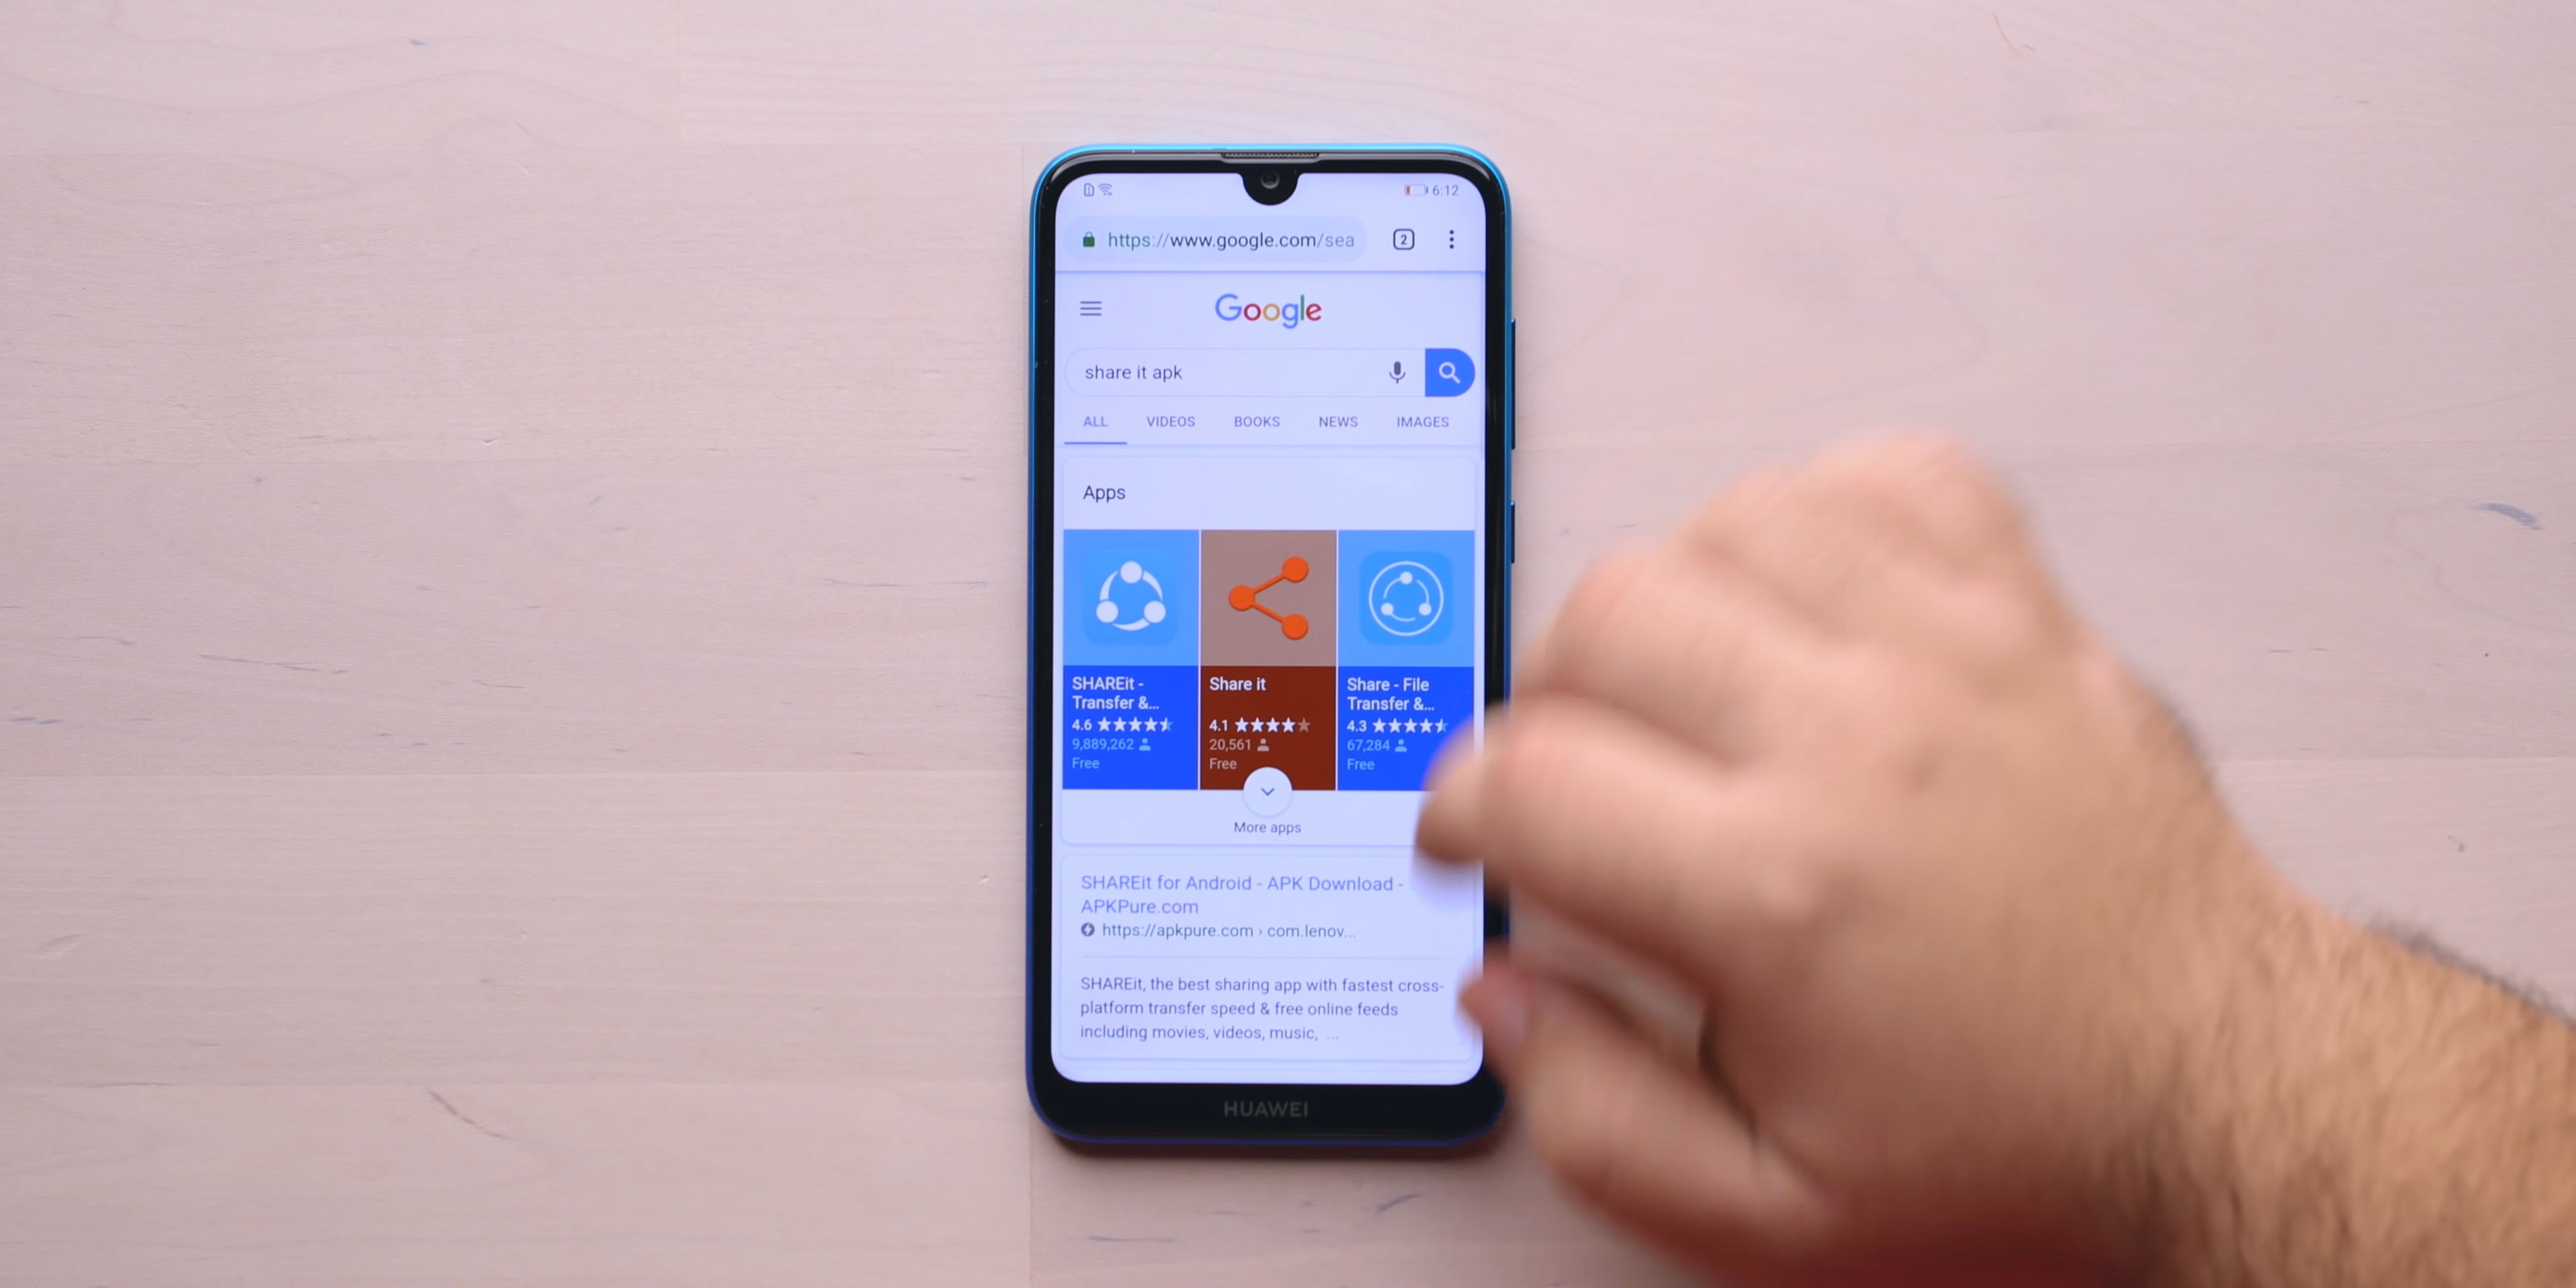 6:12
https://www.google.com/sea
2
Google
share it apk
ALL VIDEOS BOOKS NEWS IMAGES
Apps
SHAREit -
Transfer &...
4.6
9,889,262
Free
Share it
4.1
20,561
Free
Share - File
Transfer &...
4.3
67,284
Free
More apps
SHAREit for Android - APK Download -
APKPure.com
https://apkpure.com › com.lenov...
SHAREit, the best sharing app with fastest cross-
platform transfer speed & free online feeds
including movies, videos, music, ...
HUAWEI